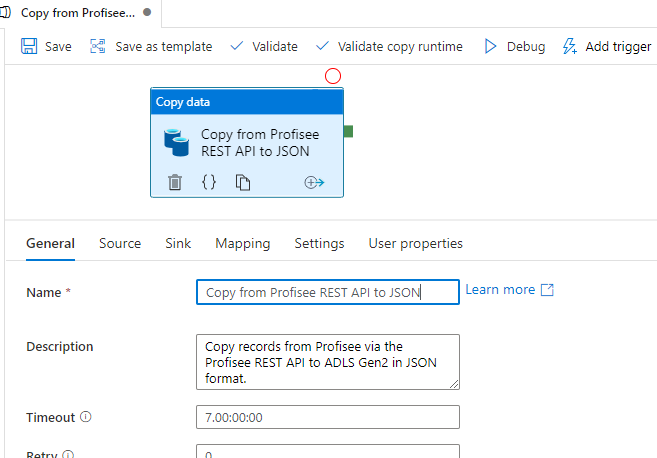 Copy from Profisee...
Save
Save as template
Validate
Validate copy runtime
Debug
Add trigger
Copy data
Copy from Profisee
REST API to JSON
{}
General
Source
Sink
Mapping
Settings
User properties
Name *
Copy from Profisee REST API to JSON
Learn more
Description
Copy records from Profisee via the
Profisee REST API to ADLS Gen2 in JSON
format.
Timeout
7.00:00:00
Retry
0